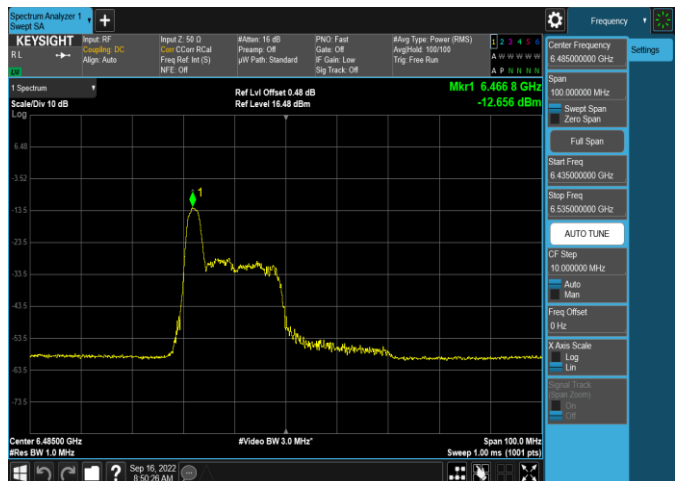 Spectrum Analyzer 1
Swept SA
+
Frequency
KEYSIGHT
R L
Input: RF
Coupling: DC
Align: Auto
Input Z: 50 Ω
Corr CCorr RCal
Freq Ref: Int (S)
NFE: Off
#Atten: 16 dB
Preamp: Off
µW Path: Standard
PNO: Fast
Gate: Off
IF Gain: Low
Sig Track: Off
#Avg Type: Power (RMS)
Avg|Hold: 100/100
Trig: Free Run
1 2 3 4 5 6
A W W W W W
A P N N N N
1 Spectrum
Scale/Div 10 dB
Log
Ref Lvl Offset 0.48 dB
Ref Level 16.48 dBm
Mkr1 6.466 8 GHz
-12.656 dBm
6.48
-3.52
-13.5
-23.5
-33.5
-43.5
-53.5
-63.5
-73.5
1
Center 6.48500 GHz
#Res BW 1.0 MHz
#Video BW 3.0 MHz*
Span 100.0 MHz
Sweep 1.00 ms (1001 pts)
Sep 16, 2022
8:50:26 AM
Center Frequency
6.485000000 GHz
Settings
Span
100.000000 MHz
Swept Span
Zero Span
Full Span
Start Freq
6.435000000 GHz
Stop Freq
6.535000000 GHz
AUTO TUNE
CF Step
10.000000 MHz
Auto
Man
Freq Offset
0 Hz
X Axis Scale
Log
Lin
Signal Track
(Span Zoom)
On
Off